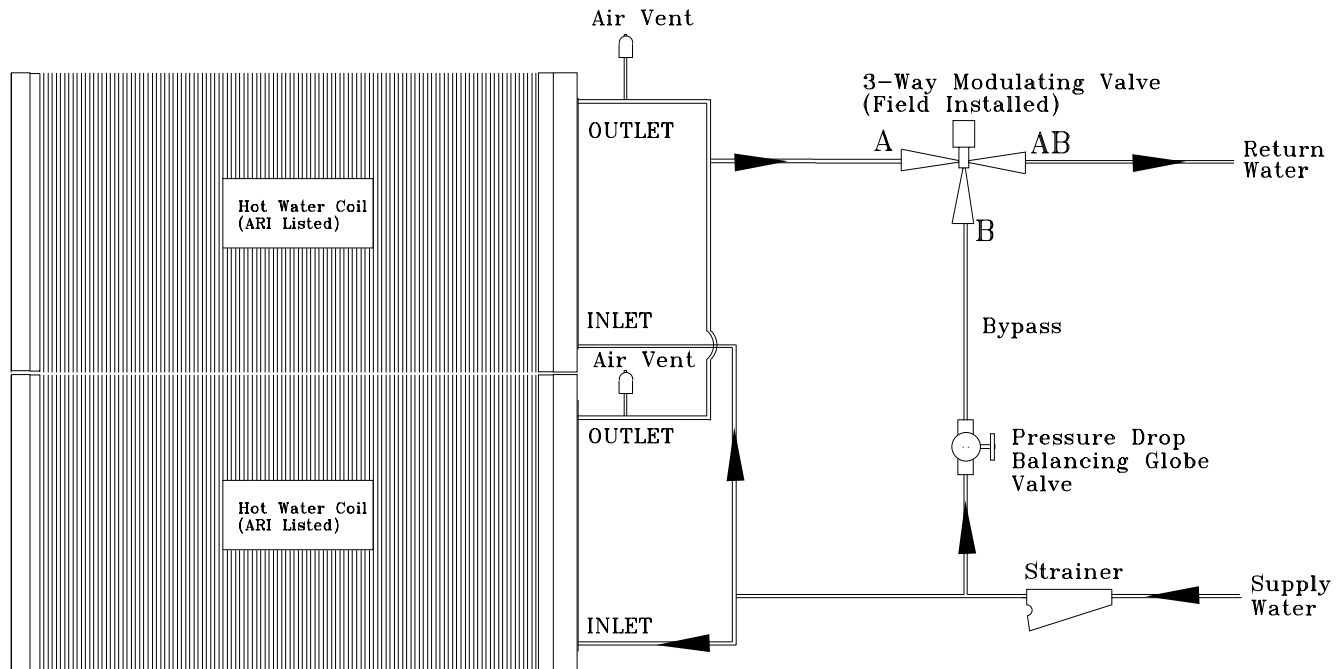 Air Vent
3-Way Modulating Valve
(Field Installed)
OUTLET
A
AB
Return
Water
Hot Water Coil
(ARI Listed)
B
INLET
Bypass
Air Vent
OUTLET
Pressure Drop
Balancing Globe
Valve
Hot Water Coil
(ARI Listed)
Strainer
Supply
Water
INLET